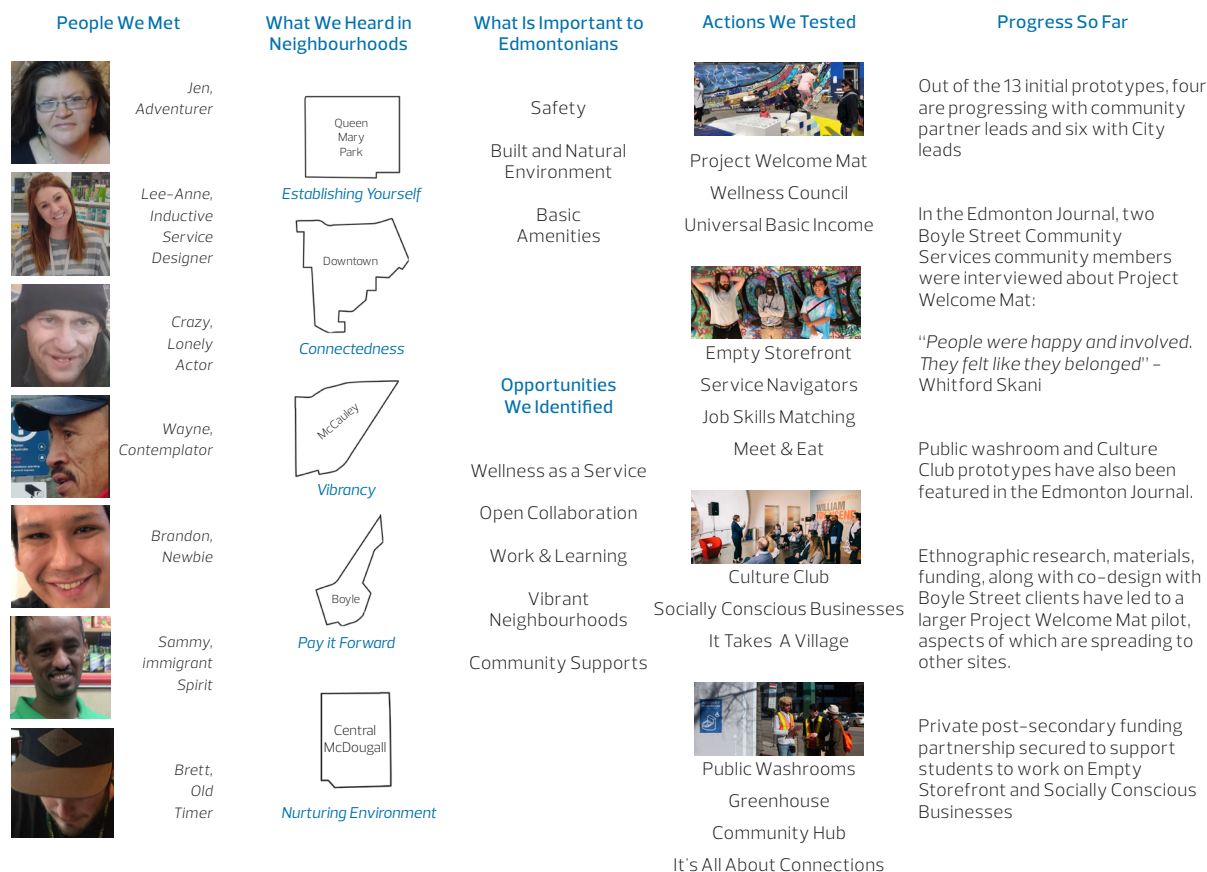 People We Met
Jen,
Adventurer
Lee-Anne,
Inductive
Service
Designer
Crazy,
Lonely
Actor
Wayne,
Contemplator
Brandon,
Newbie
Sammy,
immigrant
Spirit
Brett,
Old
Timer
What We Heard in
Neighbourhoods
Queen
Mary
Park
Establishing Yourself
Downtown
Connectedness
McCauley
Vibrancy
Boyle
Pay it Forward
Central
McDougall
Nurturing Environment
What Is Important to
Edmontonians
Safety
Built and Natural
Environment
Basic
Amenities
Opportunities
We Identified
Wellness as a Service
Open Collaboration
Work & Learning
Vibrant
Neighbourhoods
Community Supports
Actions We Tested
Project Welcome Mat
Wellness Council
Universal Basic Income
Empty Storefront
Service Navigators
Job Skills Matching
Meet & Eat
WILLIAM
Culture Club
Socially Conscious Businesses
It Takes A Village
Public Washrooms
Greenhouse
Community Hub
It's All About Connections
Progress So Far
Out of the 13 initial prototypes, four
are progressing with community
partner leads and six with City
leads
In the Edmonton Journal, two
Boyle Street Community
Services community members
were interviewed about Project
Welcome Mat:
“People were happy and involved.
They felt like they belonged” –
Whitford Skani
Public washroom and Culture
Club prototypes have also been
featured in the Edmonton Journal.
Ethnographic research, materials,
funding, along with co-design with
Boyle Street clients have led to a
larger Project Welcome Mat pilot,
aspects of which are spreading to
other sites.
Private post-secondary funding
partnership secured to support
students to work on Empty
Storefront and Socially Conscious
Businesses